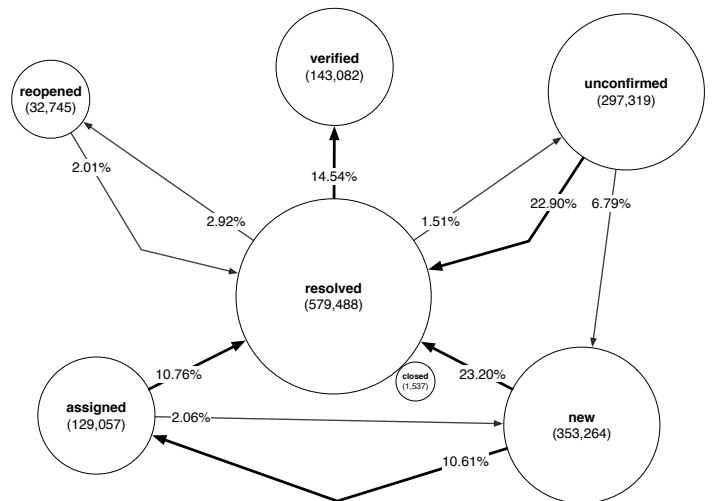 verified
(143,082)
unconfirmed
(297,319)
reopened
(32,745)
2.01%
14.54%
22.90%
6.79%
2.92%
1.51%
resolved
(579,488)
10.76%
closed
(1,537)
23.20%
assigned
(129,057)
2.06%
new
(353,264)
10.61%